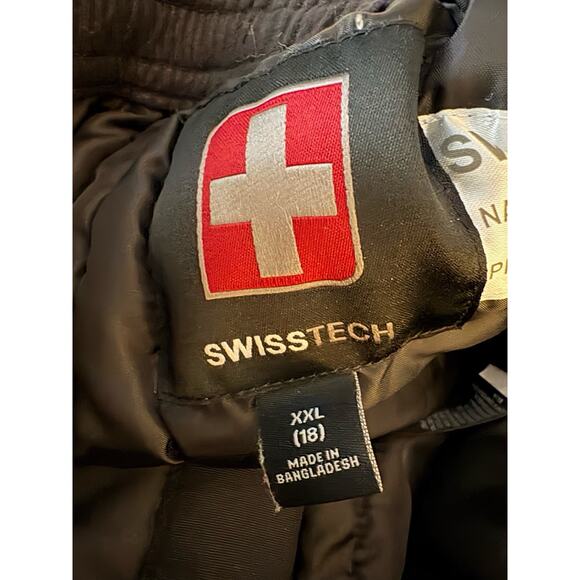 SWISSTECH
XXL
(18)
MADE IN
BANGLADESH